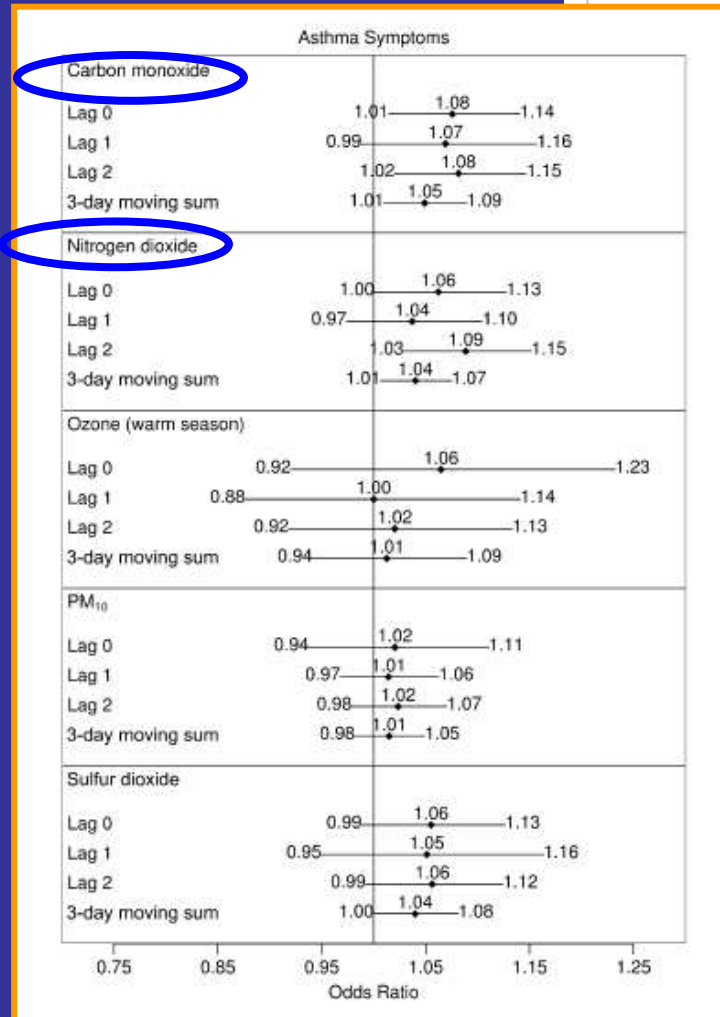 Asthma Symptoms
Carbon monoxide
Lag 0 1.01 1.08 1.14
Lag 1 0.99 1.07 1.16
Lag 2 1.02 1.08 1.15
3-day moving sum 1.01 1.05 1.09
Nitrogen dioxide
Lag 0 1.00 1.06 1.13
Lag 1 0.97 1.04 1.10
Lag 2 1.03 1.09 1.15
3-day moving sum 1.01 1.04 1.07
Ozone (warm season)
Lag 0 0.92 1.06 1.23
Lag 1 0.88 1.00 1.14
Lag 2 0.92 1.02 1.13
3-day moving sum 0.94 1.01 1.09
PM₁₀
Lag 0 0.94 1.02 1.11
Lag 1 0.97 1.01 1.06
Lag 2 0.98 1.02 1.07
3-day moving sum 0.98 1.01 1.05
Sulfur dioxide
Lag 0 0.99 1.06 1.13
Lag 1 0.95 1.05 1.16
Lag 2 0.99 1.06 1.12
3-day moving sum 1.00 1.04 1.08
0.75 0.85 0.95 1.05 1.15 1.25
Odds Ratio